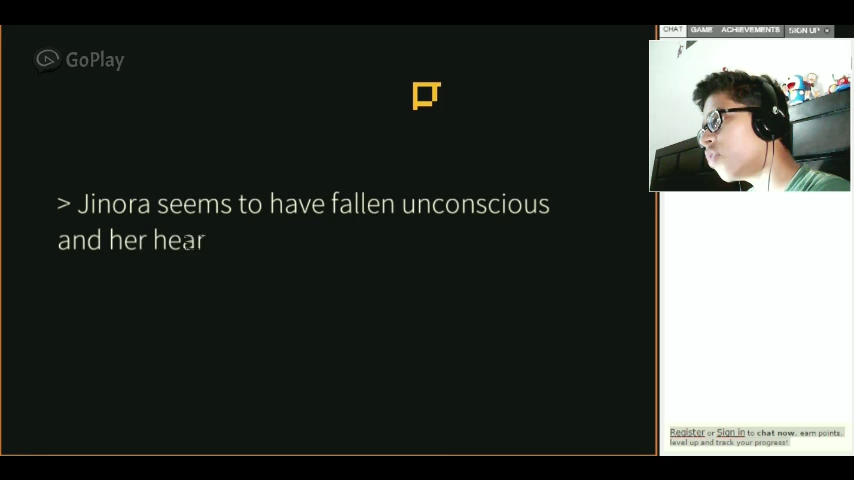 CHAT GAME ACHIEVEMENTS SIGN UP
GoPlay
> Jinora seems to have fallen unconscious
and her hear
Register or Sign in to chat now, earn points,
level up and track your progress!